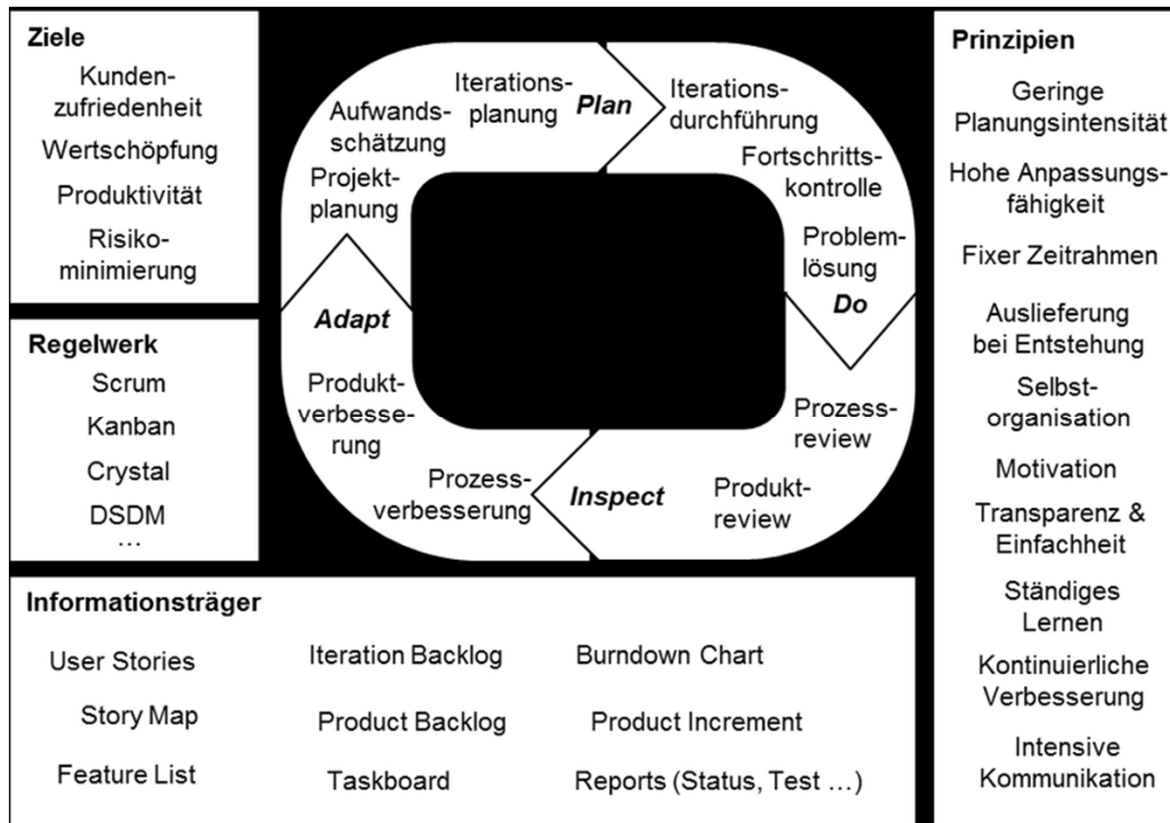 Ziele
Kunden-
zufriedenheit
Wertschöpfung
Produktivität
Risiko-
minimierung
Regelwerk
Scrum
Kanban
Crystal
DSDM
...
Projekt-
planung
Aufwands-
schätzung
Iterations-
planung
Plan
Iterations-
durchführung
Fortschritts-
kontrolle
Problem-
lösung
Do
Prozess-
review
Produkt-
review
Inspect
Prozess-
verbesserung
Produkt-
verbesse-
rung
Adapt
Informationsträger
User Stories
Story Map
Feature List
Iteration Backlog
Product Backlog
Taskboard
Burndown Chart
Product Increment
Reports (Status, Test ...)
Prinzipien
Geringe
Planungsintensität
Hohe Anpassungs-
fähigkeit
Fixer Zeitrahmen
Auslieferung
bei Entstehung
Selbst-
organisation
Motivation
Transparenz &
Einfachheit
Ständiges
Lernen
Kontinuierliche
Verbesserung
Intensive
Kommunikation